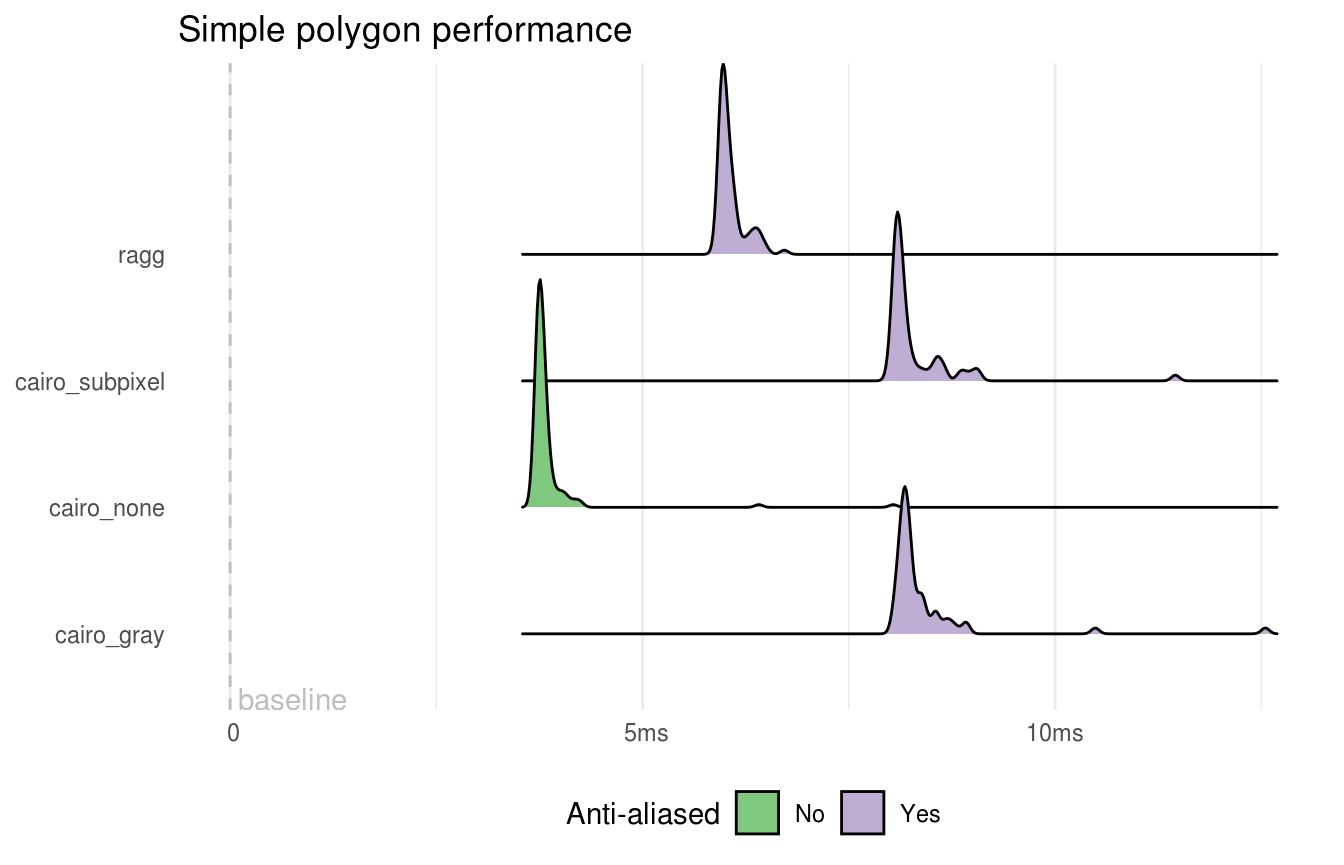 Simple polygon performance
ragg
cairo_subpixel
cairo_none
cairo_gray
baseline
0 5ms 10ms
Anti-aliased No Yes